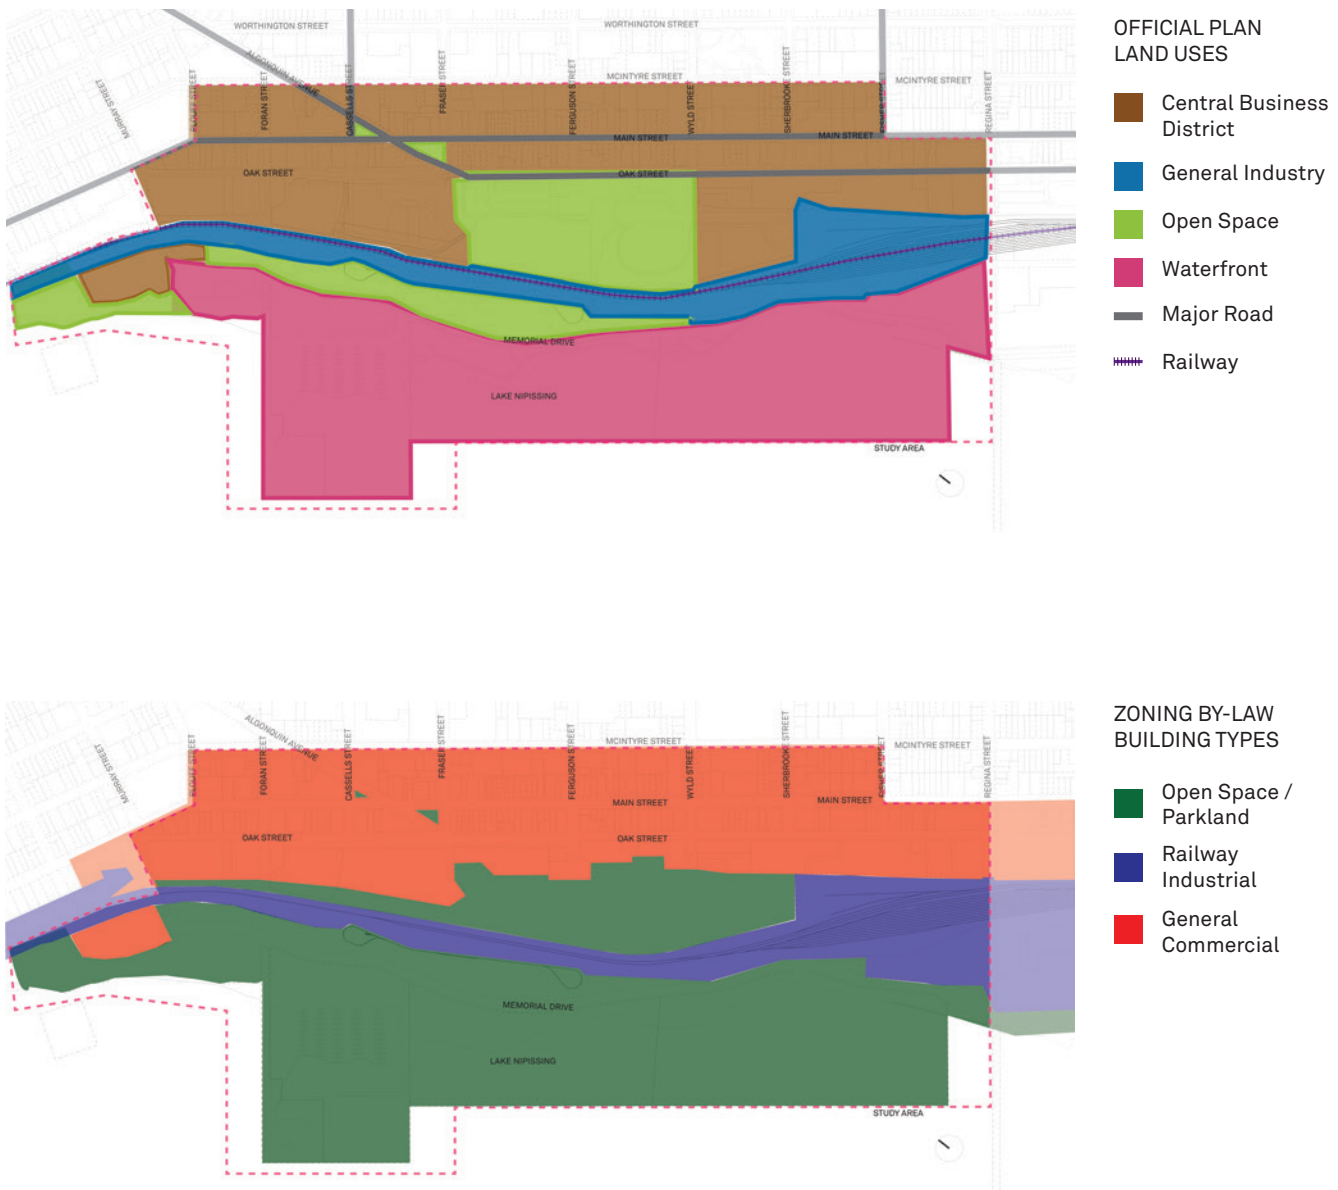 WORTHINGTON STREET
WORTHINGTON STREET
ALGONQUIN AVENUE
MCINTYRE STREET
MCINTYRE STREET
MURRAY STREET
FORAN STREET
CASSELLS STREET
FRASER STREET
FERGUSON STREET
WYLD STREET
SHERBROOKE STREET
REGINA STREET
MAIN STREET
MAIN STREET
OAK STREET
OAK STREET
MEMORIAL DRIVE
LAKE NIPISSING
STUDY AREA
OFFICIAL PLAN
LAND USES
Central Business
District
General Industry
Open Space
Waterfront
Major Road
Railway
ALGONQUIN AVENUE
MCINTYRE STREET
MCINTYRE STREET
MURRAY STREET
FORAN STREET
CASSELLS STREET
FRASER STREET
FERGUSON STREET
WYLD STREET
SHERBROOKE STREET
REGINA STREET
MAIN STREET
MAIN STREET
OAK STREET
OAK STREET
MEMORIAL DRIVE
LAKE NIPISSING
STUDY AREA
ZONING BY-LAW
BUILDING TYPES
Open Space /
Parkland
Railway
Industrial
General
Commercial